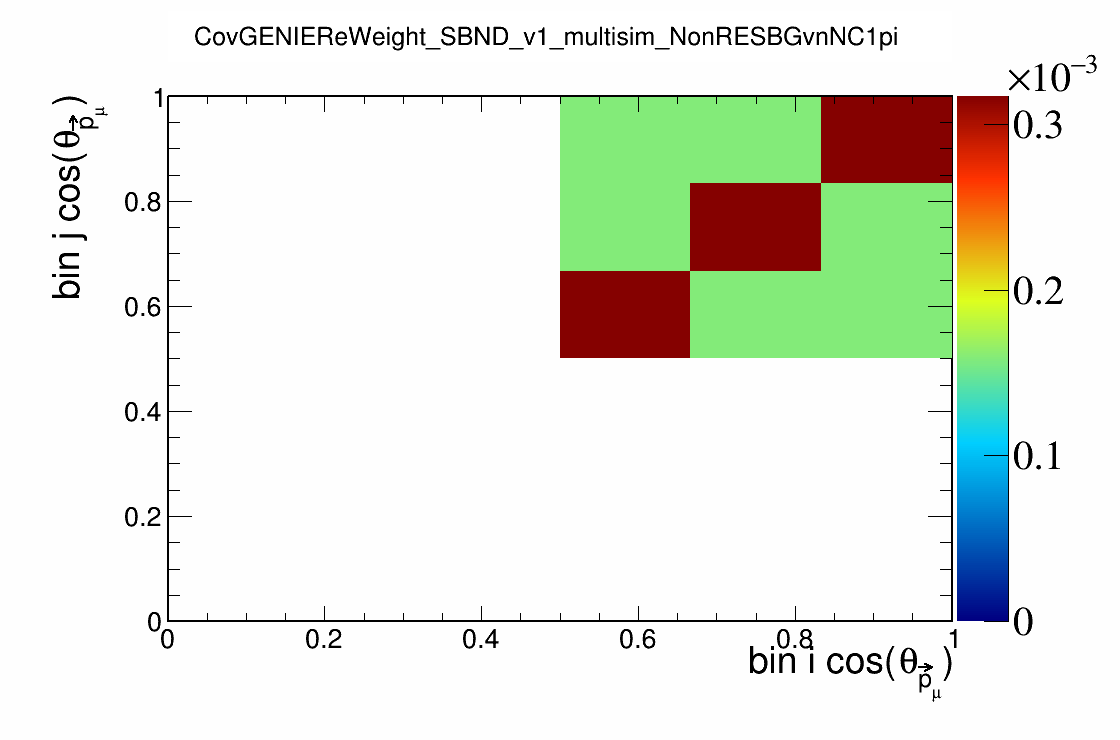 CovGENIEReWeight_SBND_v1_multisim_NonRESBGvnNC1pi
×10⁻³
bin j cos(θ_p⃗_μ)
1
0.8
0.6
0.4
0.2
0
0 0.2 0.4 0.6 0.8 1
bin i cos(θ_p⃗_μ)
0.3
0.2
0.1
0